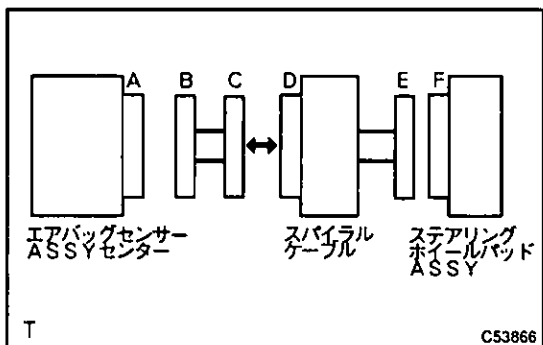 A B C D E F
エアバッグセンサー
ASSYセンター
スパイラル
ケーブル
ステアリング
ホイールパッド
ASSY
T
C53866